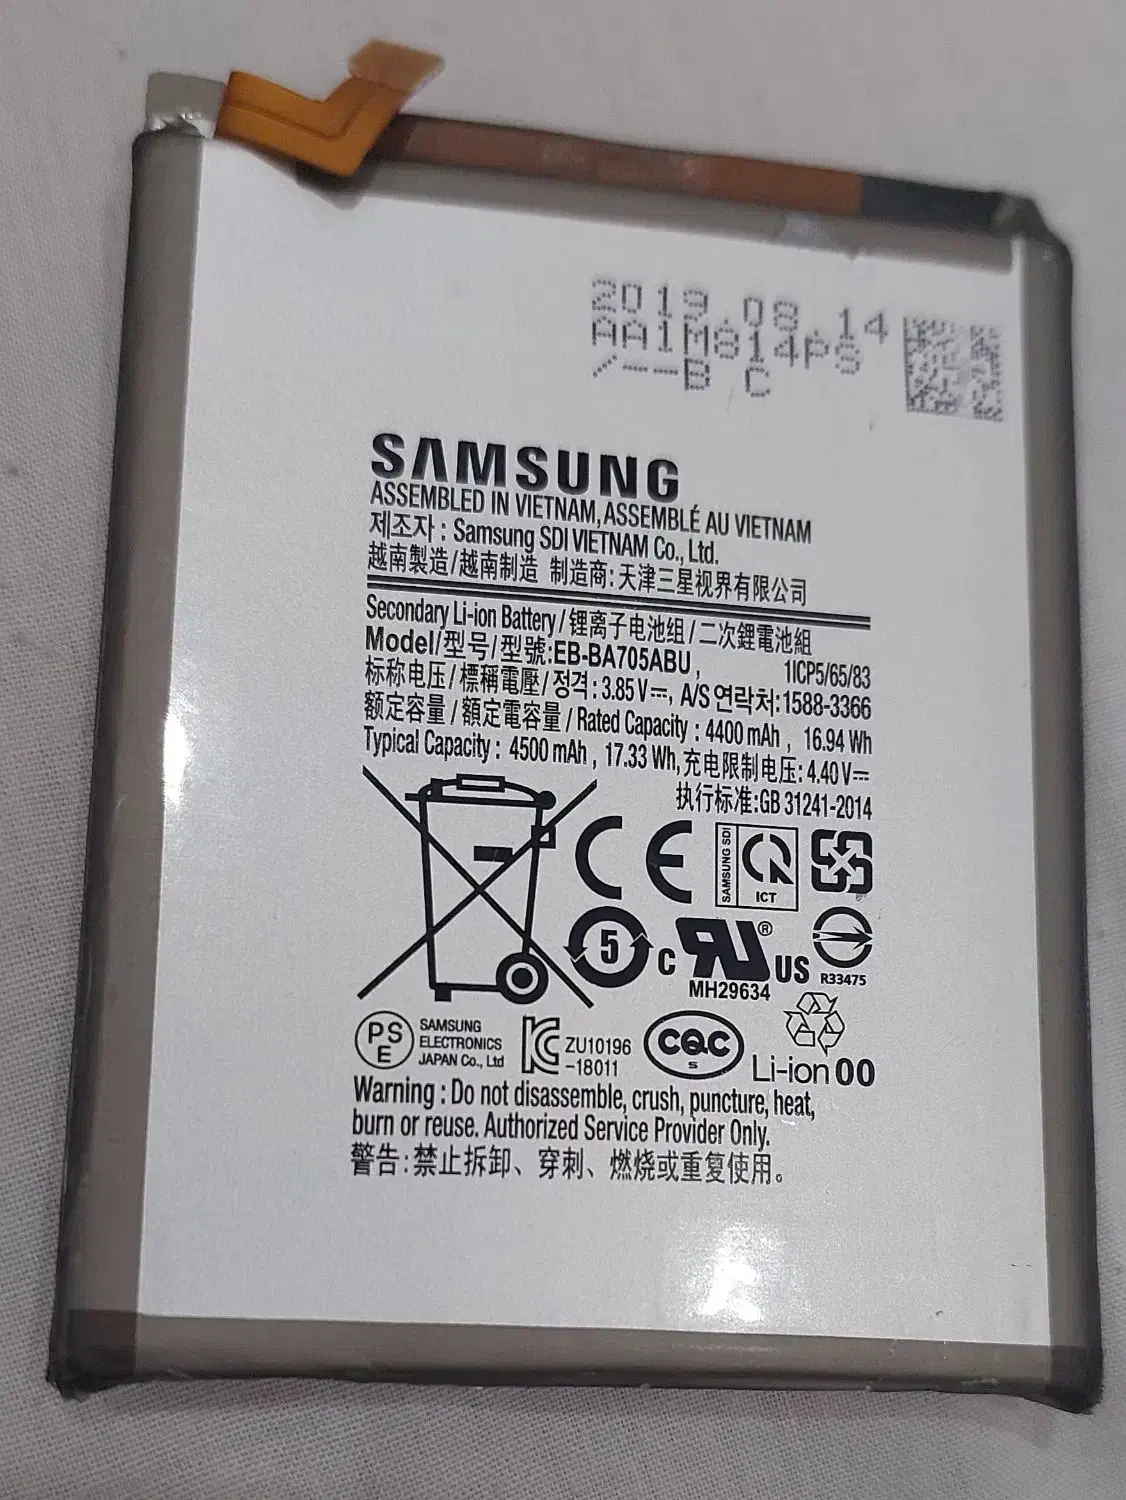 2019.08.14
AA1M814PS
/--B C
SAMSUNG
ASSEMBLED IN VIETNAM, ASSEMBLÉ AU VIETNAM
제조자 : Samsung SDI VIETNAM Co., Ltd.
越南製造/越南制造 制造商:天津三星视界有限公司
Secondary Li-ion Battery/锂离子电池组/二次鋰電池組
Model/型号/型號:EB-BA705ABU, 1ICP5/65/83
标称电压/標稱電壓/정격:3.85V⎓, A/S연락처:1588-3366
额定容量/額定電容量/Rated Capacity : 4400 mAh , 16.94 Wh
Typical Capacity : 4500 mAh , 17.33 Wh,充电限制电压:4.40V⎓
执行标准:GB 31241-2014
CE
SAMSUNG SDI
ICT
5
C RU® US
MH29634
R33475
PS
E
SAMSUNG
ELECTRONICS
JAPAN Co., Ltd
KC
ZU10196
-18011
CQC
S
Li-ion 00
Warning : Do not disassemble, crush, puncture, heat,
burn or reuse. Authorized Service Provider Only.
警告:禁止拆卸、穿刺、燃烧或重复使用。